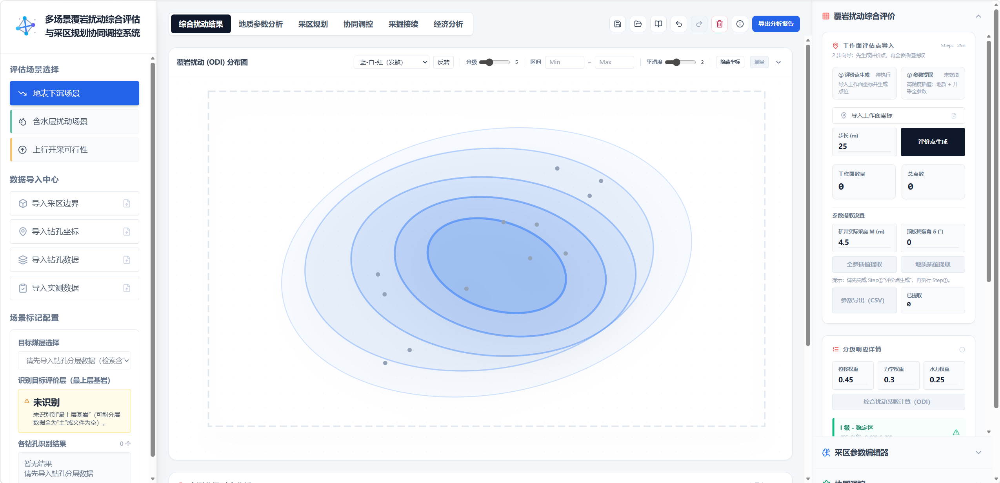 多场景覆岩扰动综合评估
与采区规划协同调控系统
评估场景选择
地表下沉场景
含水层扰动场景
上行开采可行性
数据导入中心
导入采区边界
导入钻孔坐标
导入钻孔数据
导入实测数据
场景标记配置
目标煤层选择
请先导入钻孔分层数据（检索含“
识别目标评价层（最上层基岩）
未识别
未识别到“最上层基岩”（可能分层
数据全为“土”或文件为空）。
各钻孔识别结果 0 个
暂无结果
请先导入钻孔分层数据
综合扰动结果 地质参数分析 采区规划 协同调控 采掘接续 经济分析
导出分析报告
覆岩扰动 (ODI) 分布图
蓝-白-红（发散） 反转 分级 5 区间 Min ~ Max 平滑度 2 隐藏坐标 测量
覆岩扰动综合评价
工作面评估点导入 Step: 25m
2 步向导：先生成评价点，再全参插值提取
① 评价点生成 待执行
导入工作面坐标并生成
点位
② 参数提取 未就绪
高精度插值：地质 + 开
采全参数
导入工作面坐标
步长 (m)
25
评价点生成
工作面数量
0
总点数
0
参数提取设置
矿井实际采高 M (m)
4.5
顶板垮落角 δ (°)
0
全参插值提取 地质插值提取
提示：请先完成 Step①“评价点生成”，再执行 Step②。
参数导出（CSV）
已提取
0
分级响应详情
位移权重
0.45
力学权重
0.3
水力权重
0.25
综合扰动系数计算（ODI）
I 级 - 稳定区
采区参数编辑器